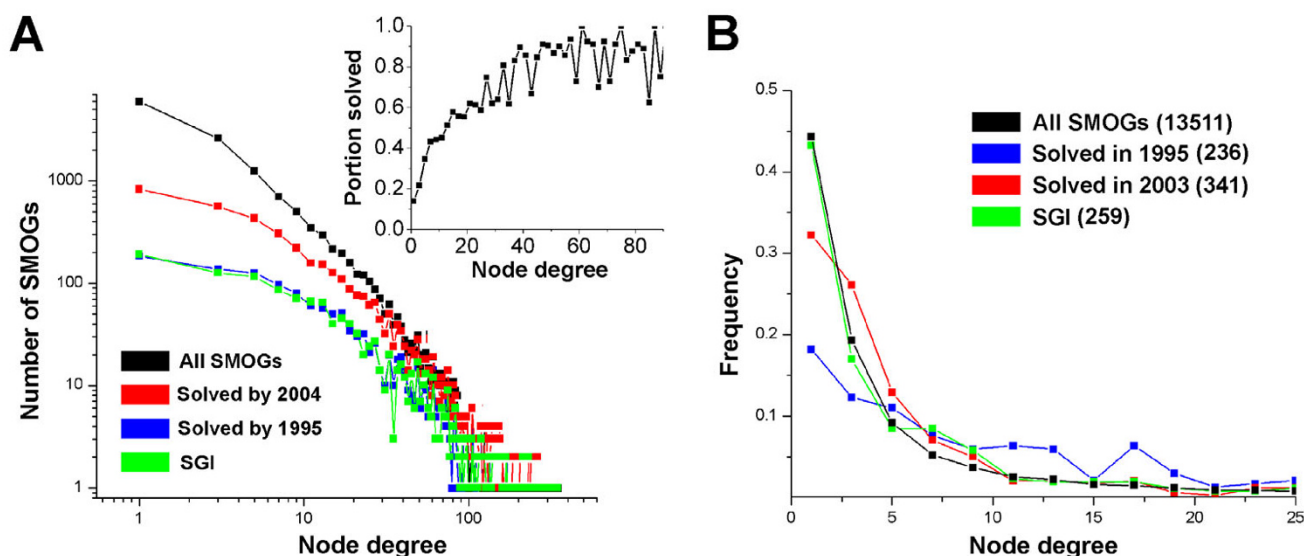 A
Number of SMOGs
1000
100
10
1
1
10
100
Node degree
All SMOGs
Solved by 2004
Solved by 1995
SGI
Portion solved
1.0
0.8
0.6
0.4
0.2
0.0
0 20 40 60 80
Node degree
B
Frequency
0.5
0.4
0.3
0.2
0.1
0 5 10 15 20 25
Node degree
All SMOGs (13511)
Solved in 1995 (236)
Solved in 2003 (341)
SGI (259)